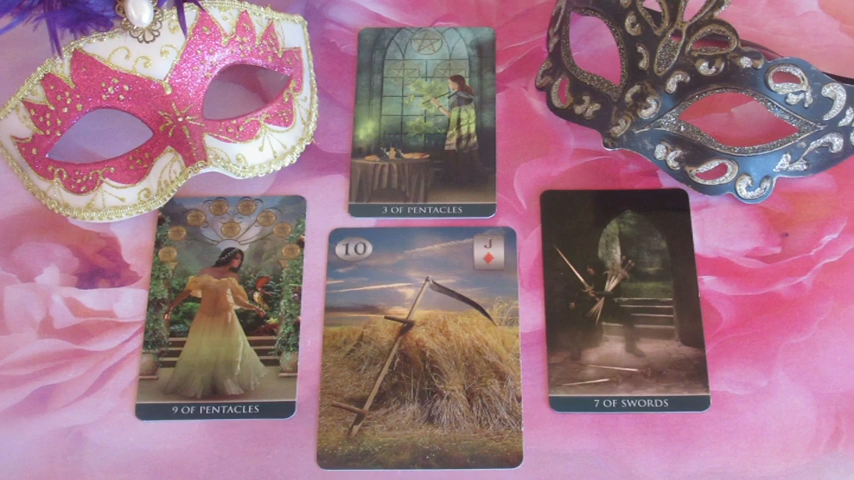 3 OF PENTACLES
9 OF PENTACLES
10
J
7 OF SWORDS